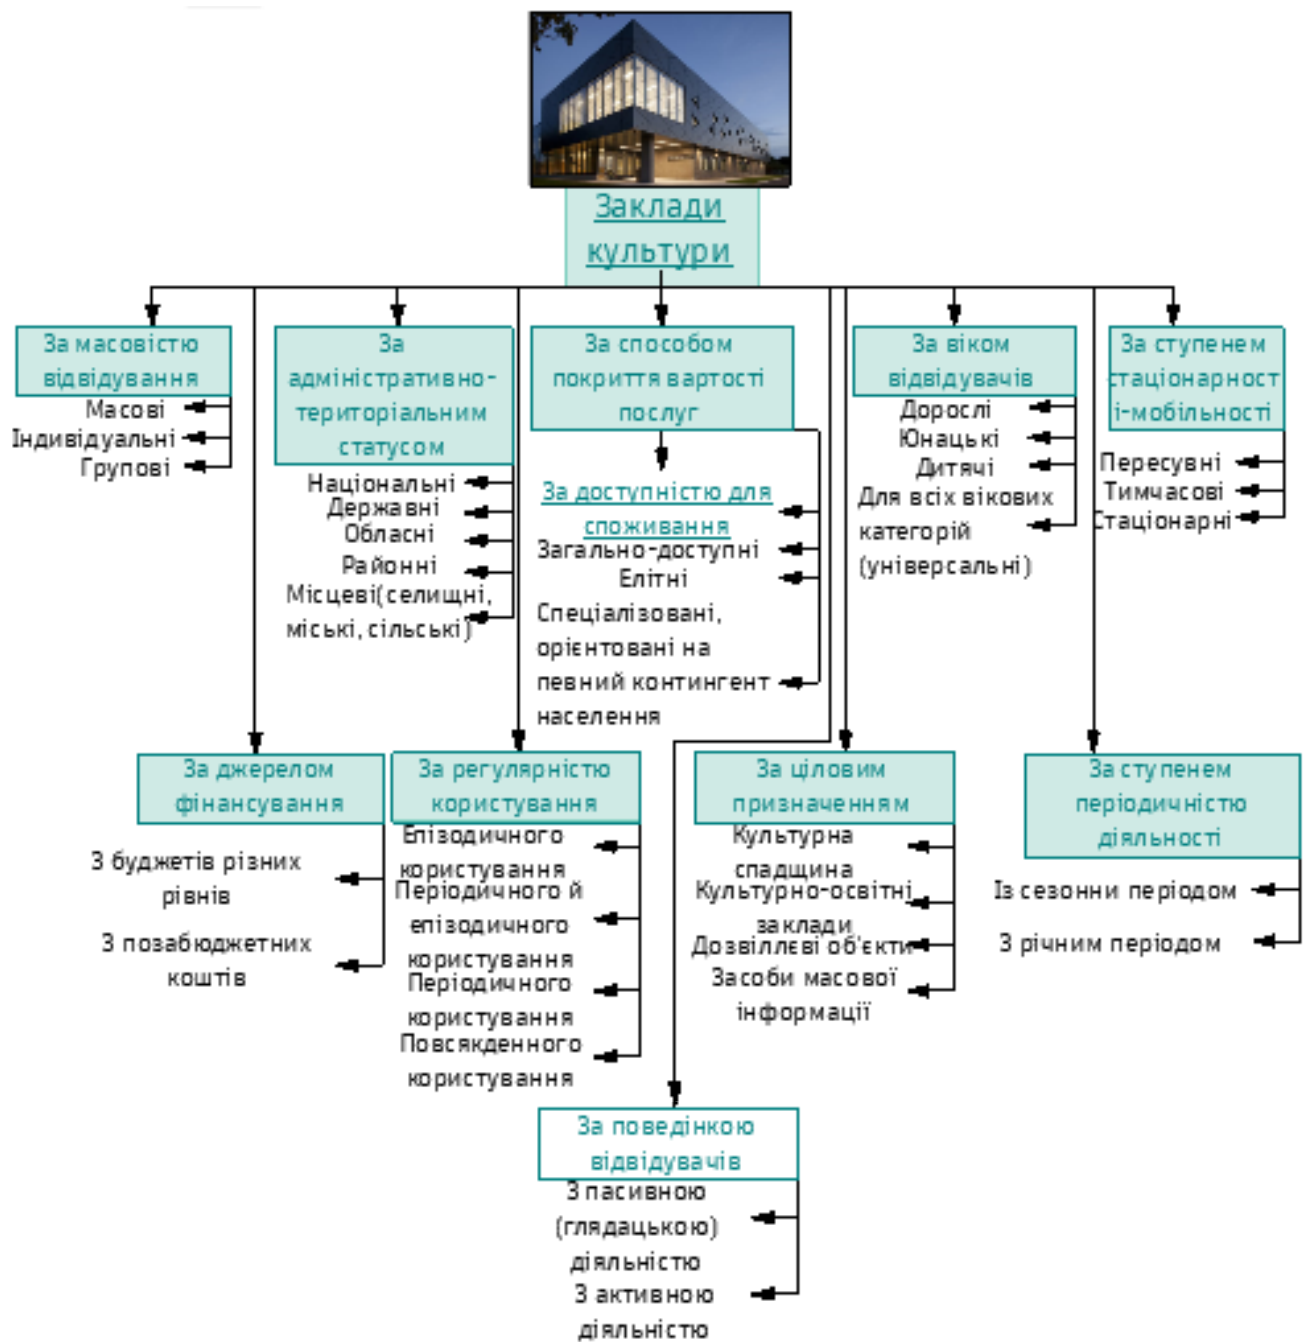 Заклади
культури
За масовістю
відвідування
Масові
Індивідуальні
Групові
За
адміністративно-
територіальним
статусом
Національні
Державні
Обласні
Районні
Місцеві(селищні,
міські, сільські)
За способом
покриття вартості
послуг
За доступністю для
споживання
Загально-доступні
Елітні
Спеціалізовані,
орієнтовані на
певний контингент
населення
За віком
відвідувачів
Дорослі
Юнацькі
Дитячі
Для всіх вікових
категорій
(універсальні)
За ступенем
стаціонарност
і-мобільності
Пересувні
Тимчасові
Стаціонарні
За джерелом
фінансування
З буджетів різних
рівнів
З позабюджетних
коштів
За регулярністю
користування
Епізодичного
користування
Періодичного й
епізодичного
користування
Періодичного
користування
Повсякденного
користування
За ціловим
призначенням
Культурна
спадщина
Культурно-освітні
заклади
Дозвіллєві об'єкти
Засоби масової
інформації
За ступенем
періодичністю
діяльності
Із сезонни періодом
З річним періодом
За поведінкою
відвідувачів
З пасивною
(глядацькою)
діяльністю
З активною
діяльністю